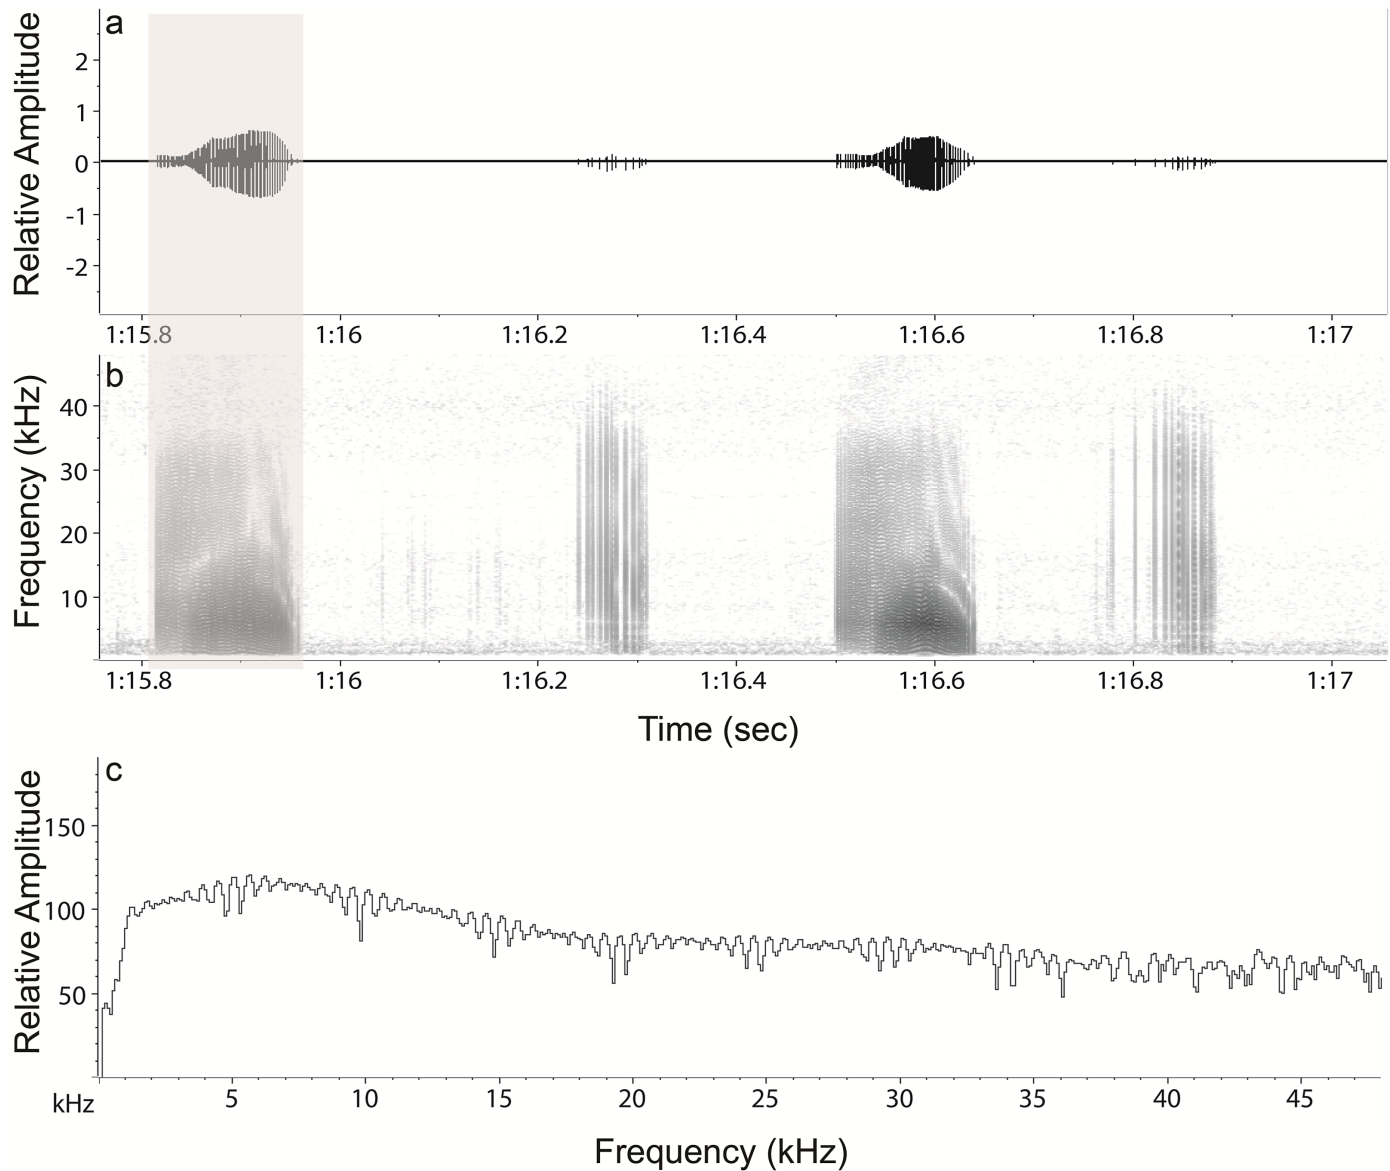 a
Relative Amplitude
2
1
0
-1
-2
1:15.8 1:16 1:16.2 1:16.4 1:16.6 1:16.8 1:17
b
Frequency (kHz)
40
30
20
10
1:15.8 1:16 1:16.2 1:16.4 1:16.6 1:16.8 1:17
Time (sec)
c
Relative Amplitude
150
100
50
kHz 5 10 15 20 25 30 35 40 45
Frequency (kHz)